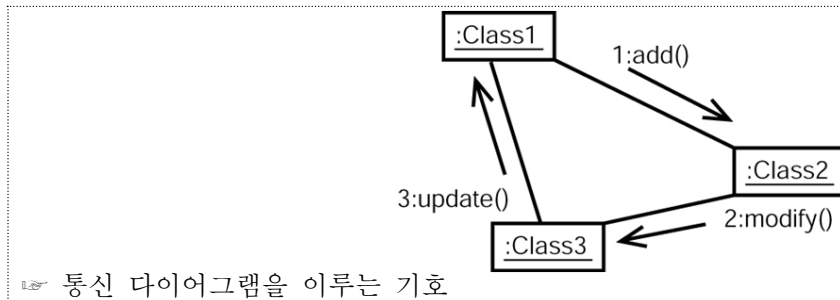 :Class1
1:add()
:Class2
3:update()
2:modify()
:Class3
☞ 통신 다이어그램을 이루는 기호